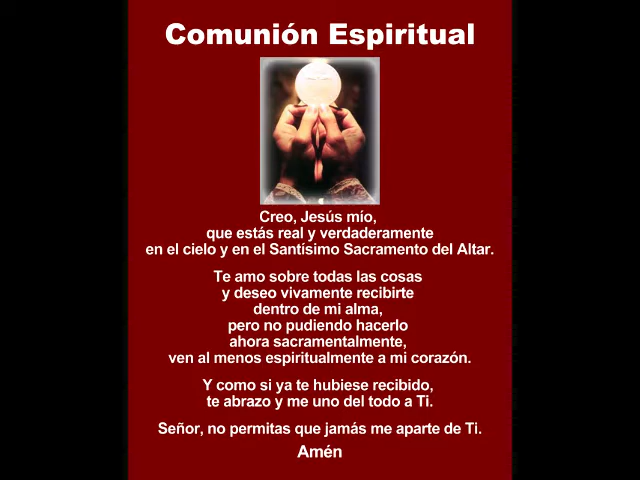 Comunión Espiritual
Creo, Jesús mío,
que estás real y verdaderamente
en el cielo y en el Santísimo Sacramento del Altar.
Te amo sobre todas las cosas
y deseo vivamente recibirte
dentro de mi alma,
pero no pudiendo hacerlo
ahora sacramentalmente,
ven al menos espiritualmente a mi corazón.
Y como si ya te hubiese recibido,
te abrazo y me uno del todo a Ti.
Señor, no permitas que jamás me aparte de Ti.
Amén